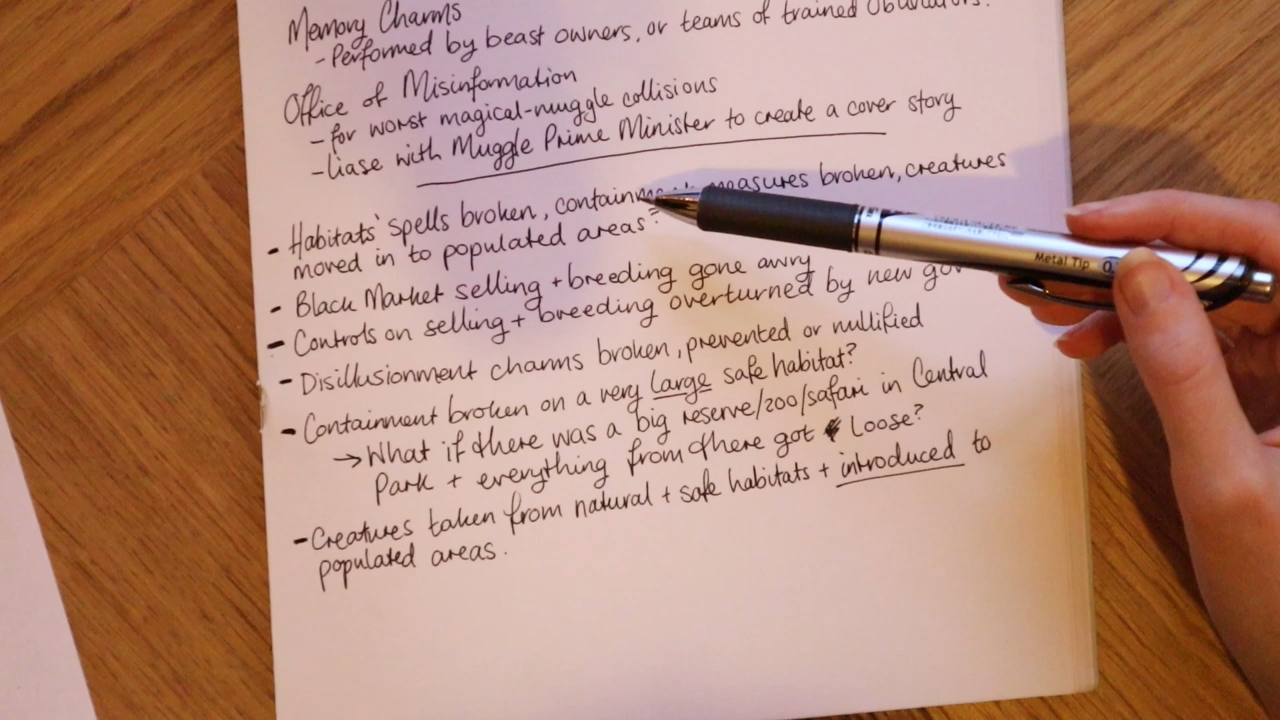 Memory Charms
- Performed by beast owners, or teams of trained
Office of Misinformation
- for worst magical-muggle collisions
- Liase with Muggle Prime Minister to create a cover story
- Habitats' spells broken, measures broken, creatures
moved in to populated areas?
- Black Market selling + breeding gone awry
- Controls on selling + breeding overturned by new
- Disillusionment charms broken, prevented or nullified
- Containment broken on a very large safe habitat?
→ What if there was a big reserve/zoo/safari in Central
Park + everything from there got loose?
- Creatures taken from natural + safe habitats + introduced to
populated areas.
Metal Tip